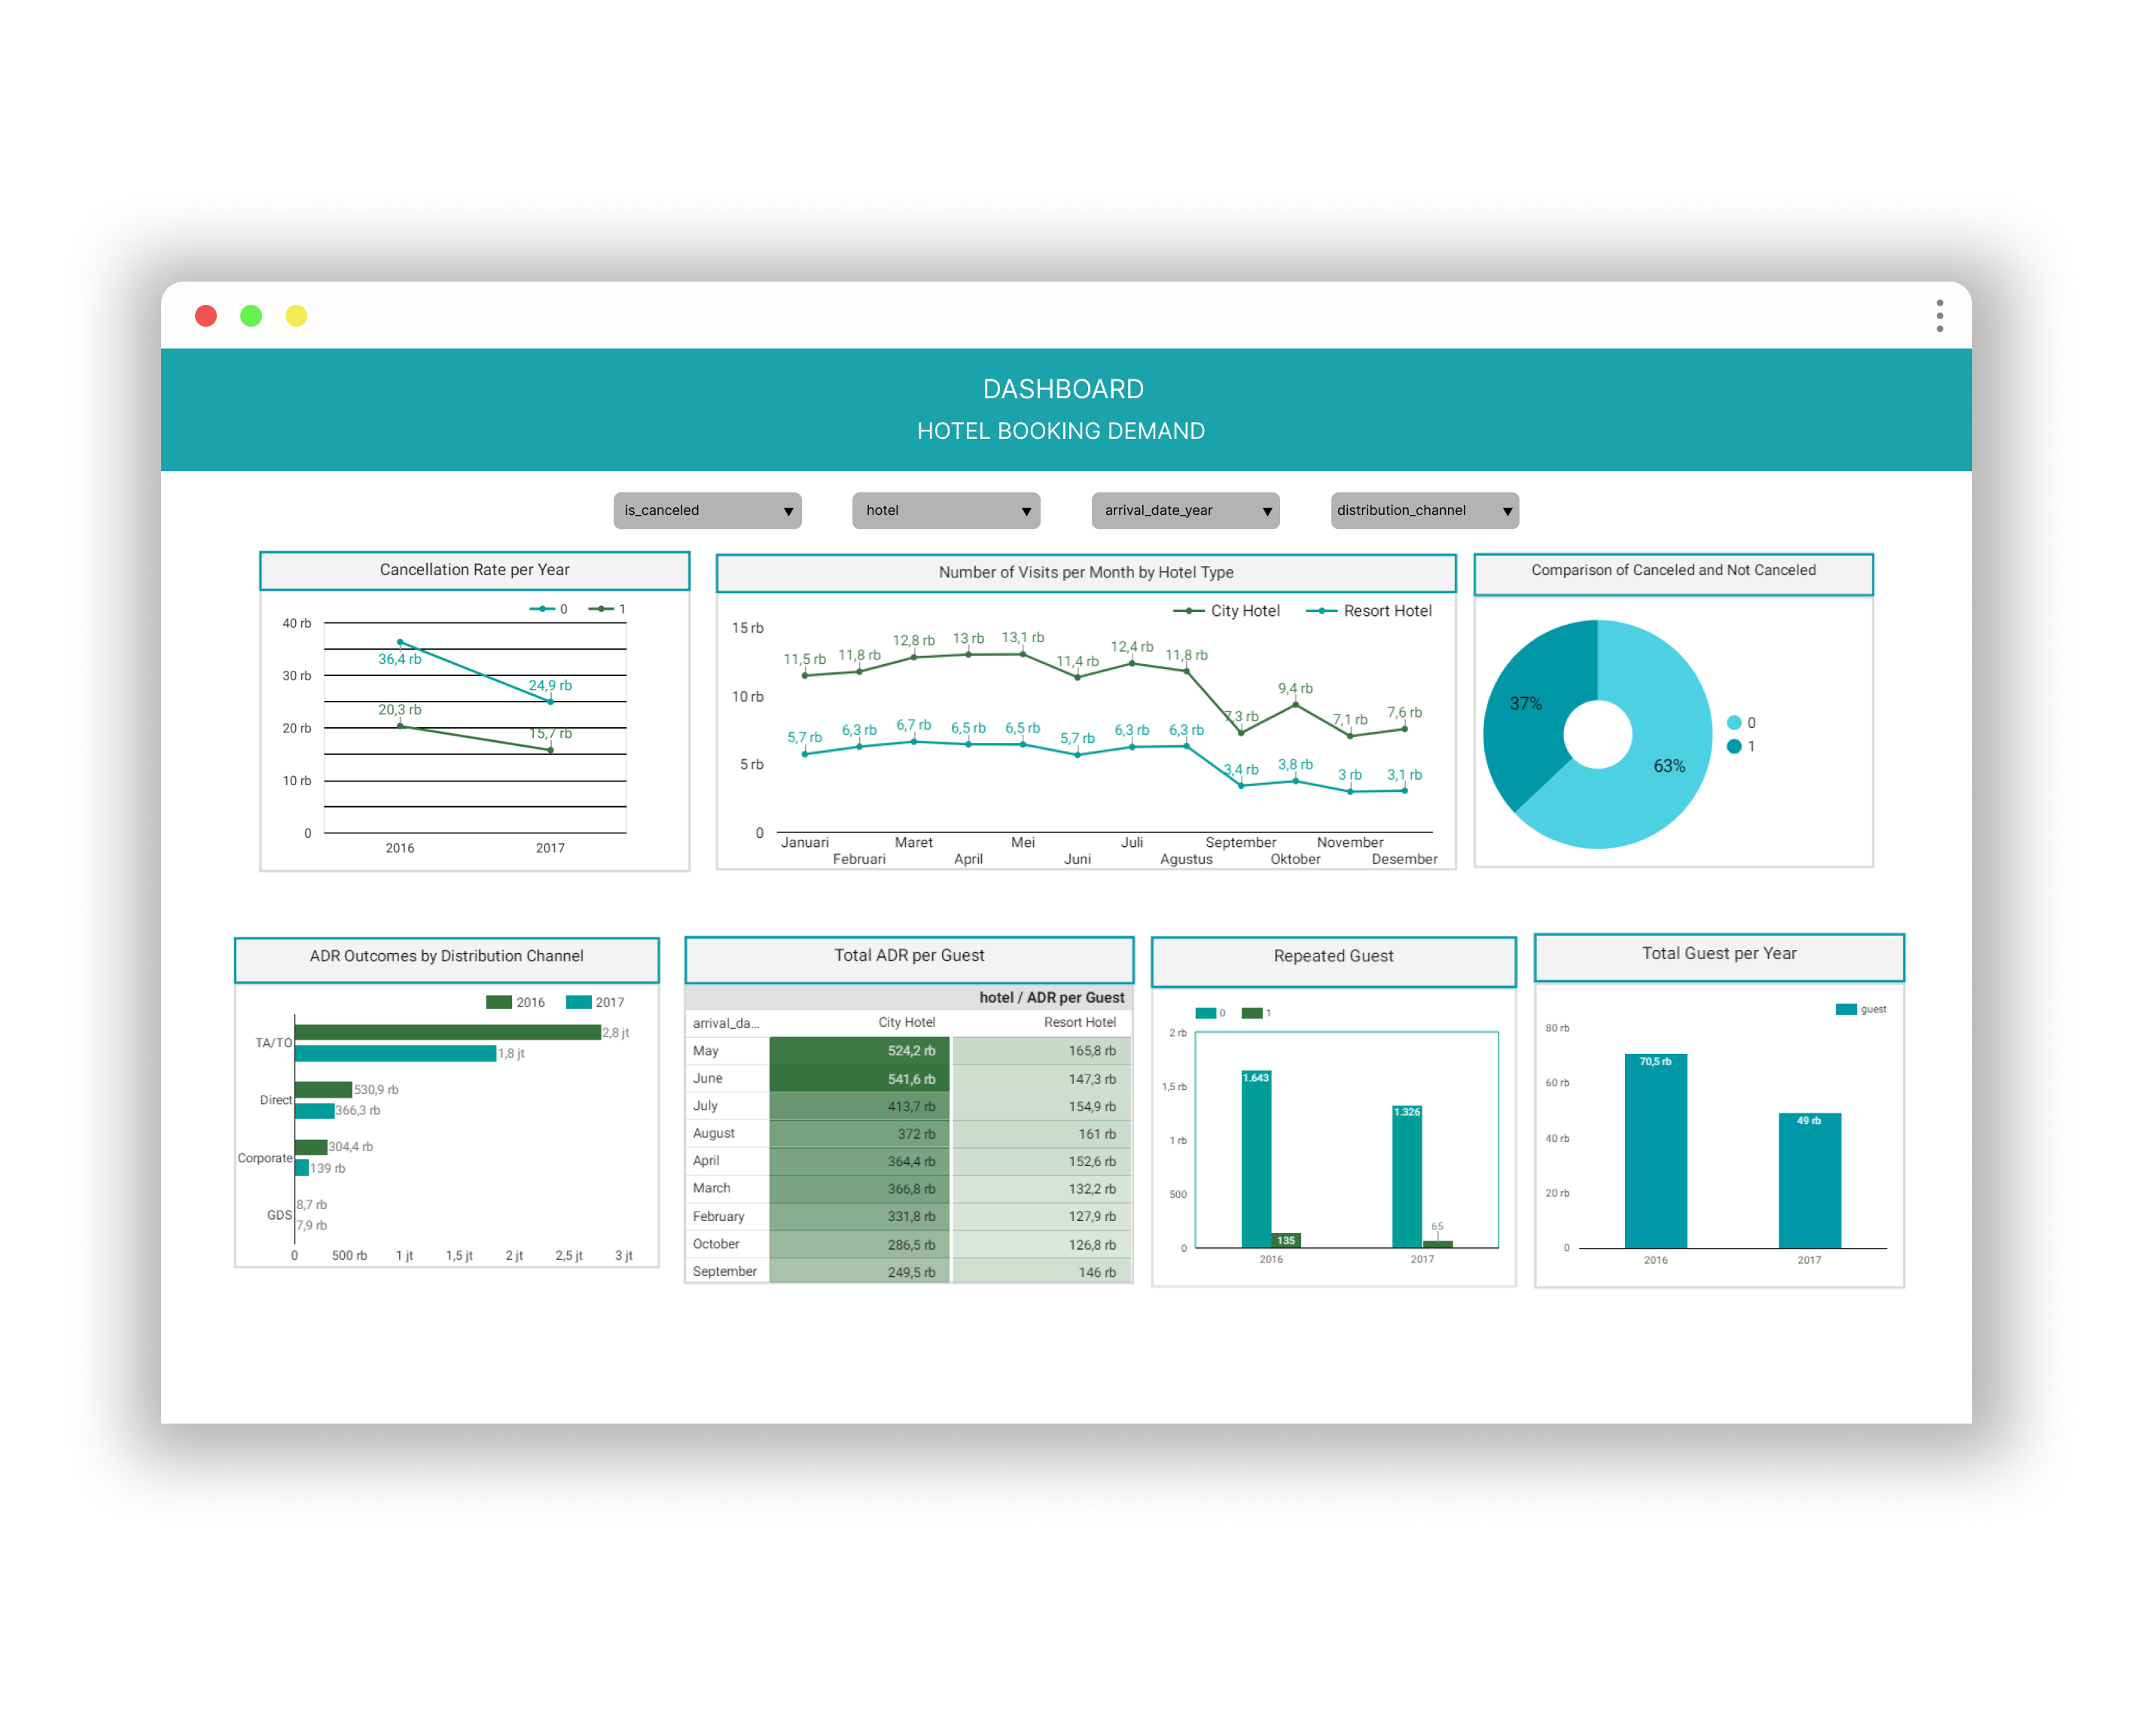 DASHBOARD
HOTEL BOOKING DEMAND
is_canceled
hotel
arrival_date_year
distribution_channel
Cancellation Rate per Year
0 1
40 rb
30 rb
20 rb
10 rb
0
36,4 rb
24,9 rb
20,3 rb
15,7 rb
2016 2017
Number of Visits per Month by Hotel Type
City Hotel Resort Hotel
15 rb
10 rb
5 rb
0
11,5 rb 11,8 rb 12,8 rb 13 rb 13,1 rb 11,4 rb 12,4 rb 11,8 rb 7,3 rb 9,4 rb 7,1 rb 7,6 rb
5,7 rb 6,3 rb 6,7 rb 6,5 rb 6,5 rb 5,7 rb 6,3 rb 6,3 rb 3,4 rb 3,8 rb 3 rb 3,1 rb
Januari Maret Mei Juli September November
Februari April Juni Agustus Oktober Desember
Comparison of Canceled and Not Canceled
37%
63%
0
1
ADR Outcomes by Distribution Channel
2016 2017
TA/TO
2,8 jt
1,8 jt
Direct
530,9 rb
366,3 rb
Corporate
304,4 rb
139 rb
GDS
8,7 rb
7,9 rb
0 500 rb 1 jt 1,5 jt 2 jt 2,5 jt 3 jt
Total ADR per Guest
hotel / ADR per Guest
arrival_da... City Hotel Resort Hotel
May 524,2 rb 165,8 rb
June 541,6 rb 147,3 rb
July 413,7 rb 154,9 rb
August 372 rb 161 rb
April 364,4 rb 152,6 rb
March 366,8 rb 132,2 rb
February 331,8 rb 127,9 rb
October 286,5 rb 126,8 rb
September 249,5 rb 146 rb
Repeated Guest
0 1
2 rb
1,5 rb
1 rb
500
0
1.643
135
1.326
65
2016 2017
Total Guest per Year
guest
80 rb
60 rb
40 rb
20 rb
0
70,5 rb
49 rb
2016 2017